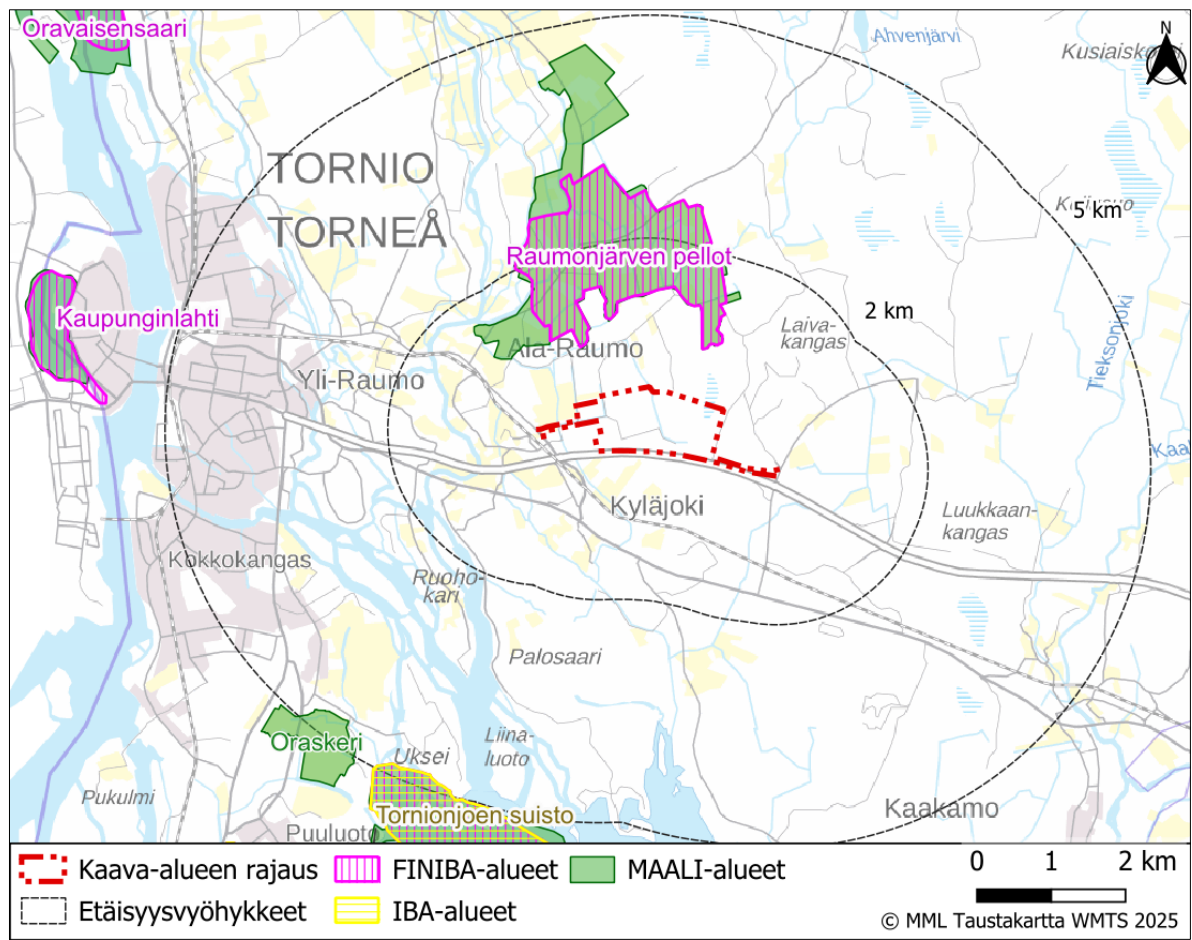 Oravaisensaari
Ahvenjärvi
N
TORNIO
TORNEÅ
5 km
Raumonjärven pellot
Kaupunginlahti
2 km
Laiva-
kangas
Tieksonjoki
Ala-Raumo
Yli-Raumo
Kyläjoki
Luukkaan-
kangas
Kokkokangas
Ruoho-
kari
Palosaari
Oraskeri
Uksei
Liina-
luoto
Pukulmi
Puuluoto
Tornionjoen suisto
Kaakamo
Kaava-alueen rajaus
FINIBA-alueet
MAALI-alueet
Etäisyysvyöhykkeet
IBA-alueet
0 1 2 km
© MML Taustakartta WMTS 2025